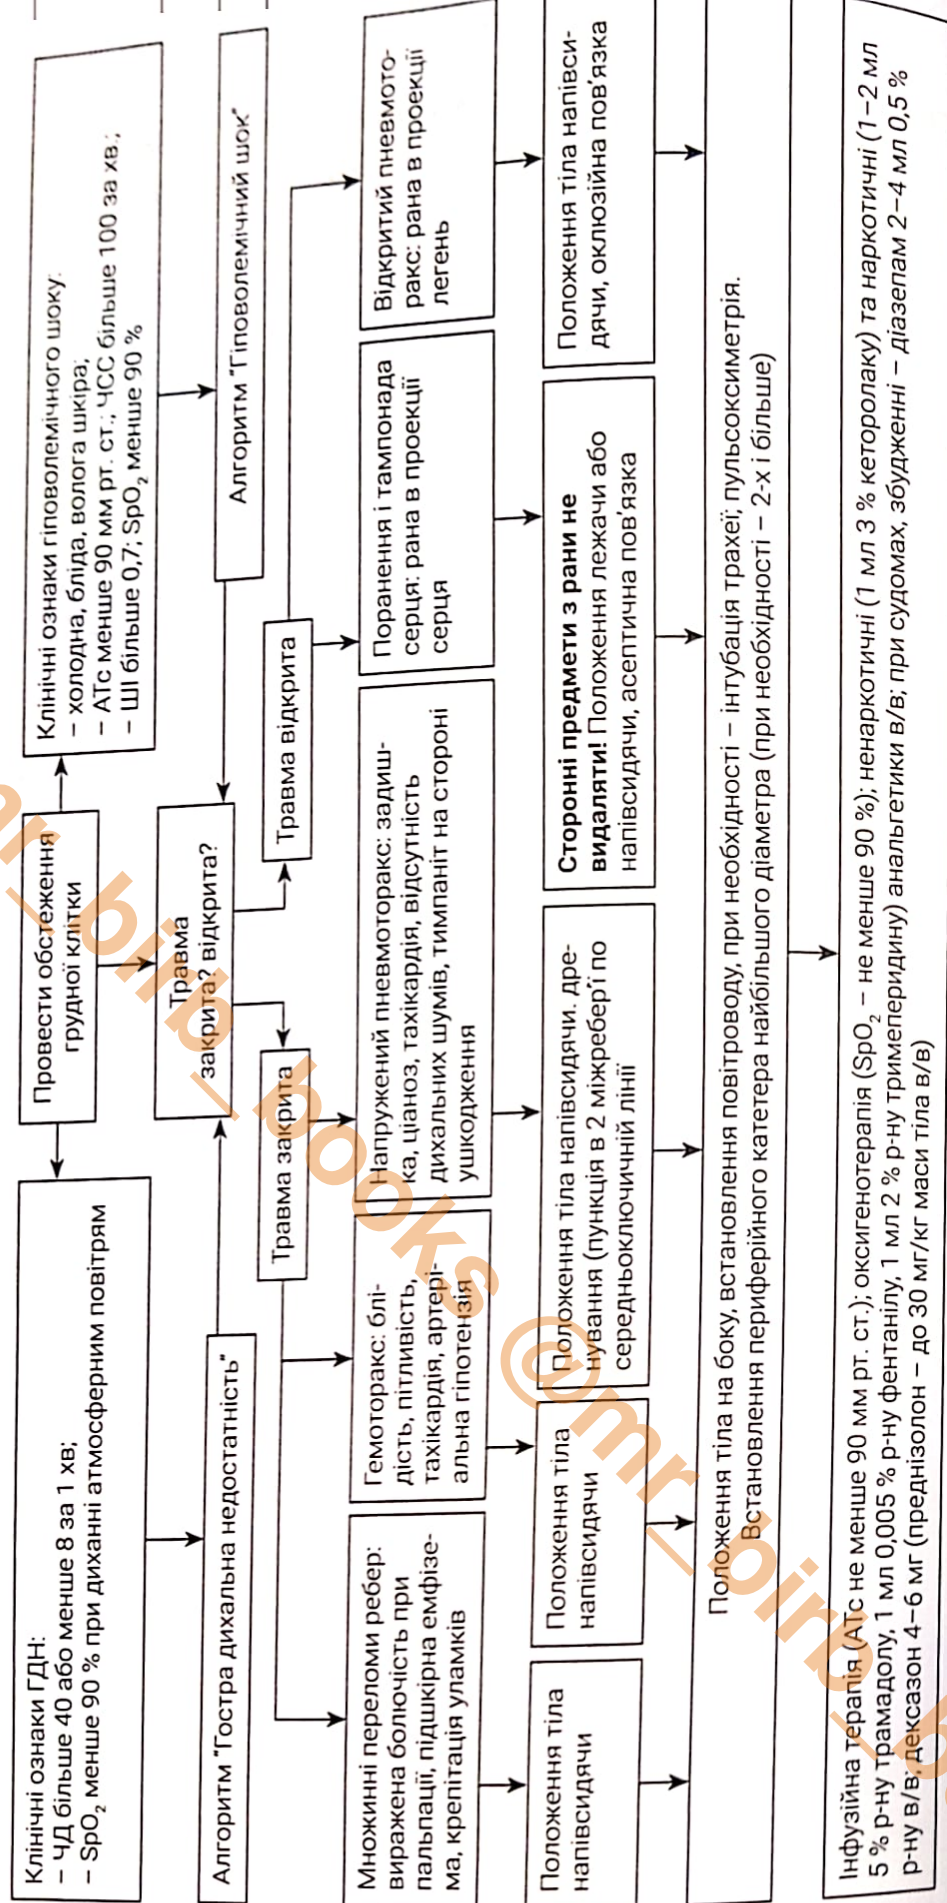 Провести обстеження
грудної клітки
Клінічні ознаки ГДН:
– ЧД більше 40 або менше 8 за 1 хв;
– SpO₂ менше 90 % при диханні атмосферним повітрям
Клінічні ознаки гіповолемічного шоку:
– холодна, бліда, волога шкіра;
– АТс менше 90 мм рт. ст.; ЧСС більше 100 за хв.;
– ШІ більше 0,7; SpO₂ менше 90 %
Алгоритм "Гостра дихальна недостатність"
Травма
закрита? відкрита?
Алгоритм "Гіповолемічний шок"
Травма закрита
Травма відкрита
Множинні переломи ребер:
виражена болючість при
пальпації, підшкірна емфізе-
ма, крепітація уламків
Гемоторакс: блі-
дість, пітливість,
тахікардія, артері-
альна гіпотензія
Напружений пневмоторакс: задиш-
ка, ціаноз, тахікардія, відсутність
дихальних шумів, тимпаніт на стороні
ушкодження
Поранення і тампонада
серця: рана в проекції
серця
Відкритий пневмото-
ракс: рана в проекції
легень
Положення тіла
напівсидячи
Положення тіла
напівсидячи
Положення тіла напівсидячи. дре-
нування (пункція в 2 міжребер'ї по
середньоключичній лінії
Сторонні предмети з рани не
видаляти! Положення лежачи або
напівсидячи, асептична пов'язка
Положення тіла напівси-
дячи, оклюзійна пов'язка
Положення тіла на боку, встановлення повітроводу, при необхідності – інтубація трахеї; пульсоксиметрія.
Встановлення периферійного катетера найбільшого діаметра (при необхідності – 2-х і більше)
Інфузійна терапія (АТс не менше 90 мм рт. ст.); оксигенотерапія (SpO₂ – не менше 90 %); ненаркотичні (1 мл 3 % кеторолаку) та наркотичні (1–2 мл
5 % р-ну трамадолу, 1 мл 0,005 % р-ну фентанілу, 1 мл 2 % р-ну тримеперидину) анальгетики в/в; при судомах, збудженні – діазепам 2–4 мл 0,5 %
р-ну в/в; дексазон 4–6 мг (преднізолон – до 30 мг/кг маси тіла в/в)
mr_birb_books @mr_birb_b